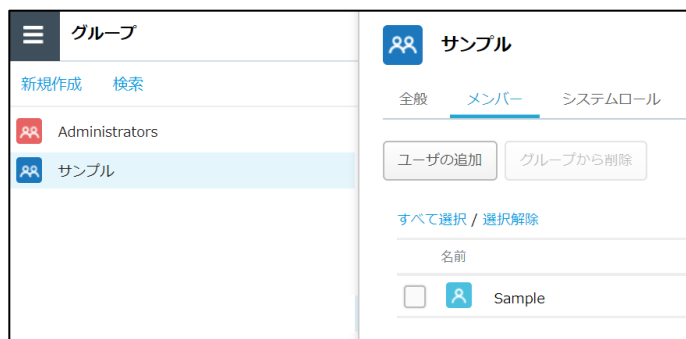 グループ
新規作成 検索
Administrators
サンプル
サンプル
全般 メンバー システムロール
ユーザの追加 グループから削除
すべて選択 / 選択解除
名前
Sample